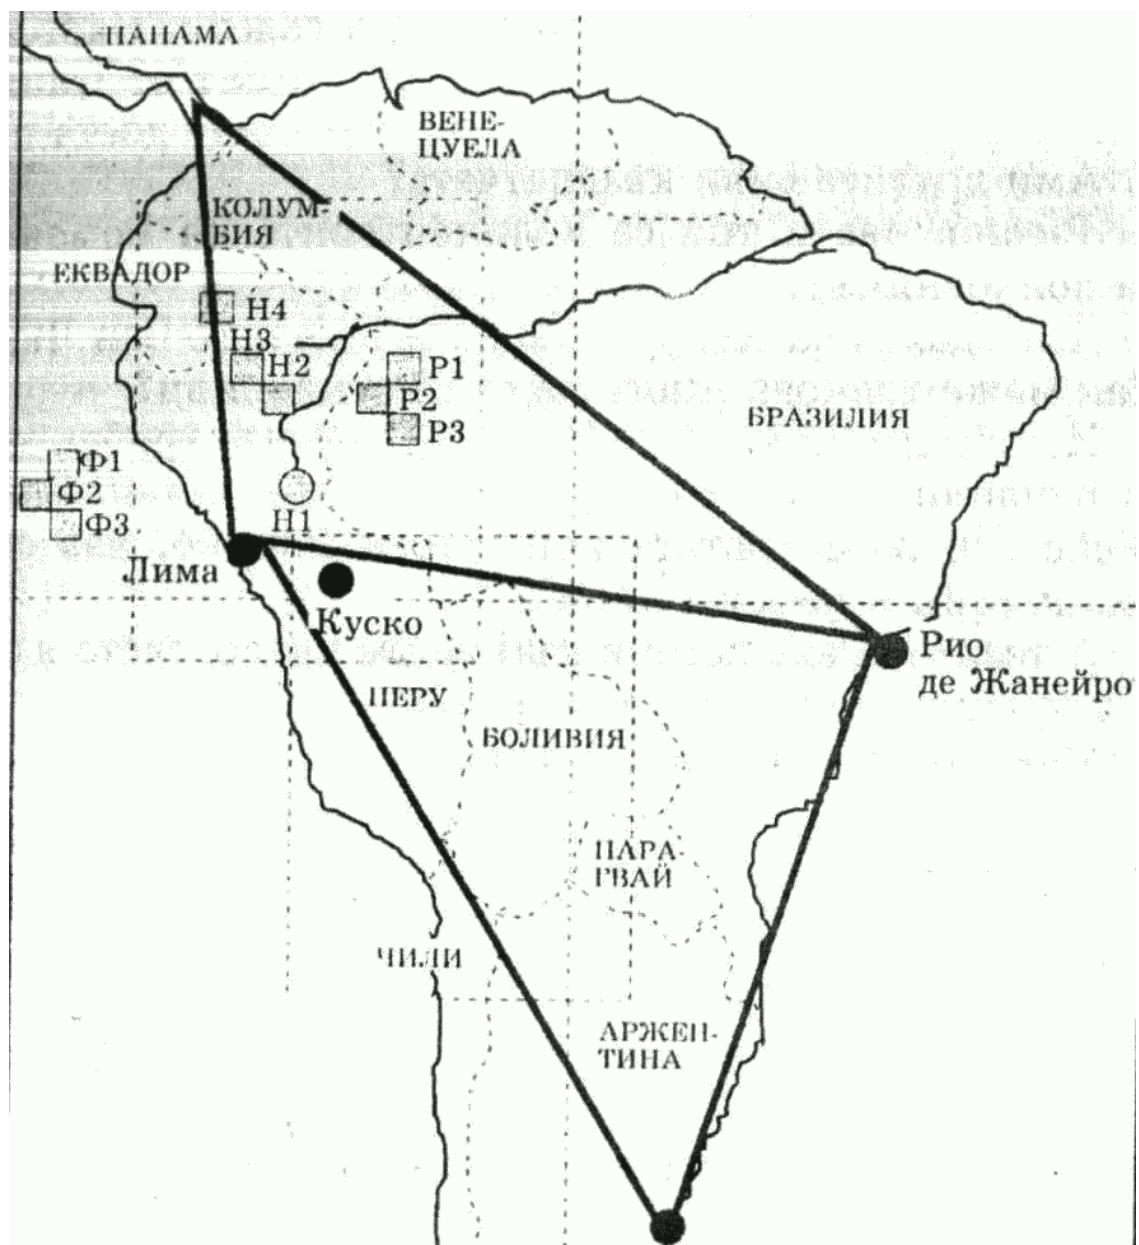 ПАНАМА
ВЕНЕ-
ЦУЕЛА
КОЛУМ-
БИЯ
ЕКВАДОР
Н4
Н3
Н2
Р1
Р2
Р3
БРАЗИЛИЯ
Ф1
Ф2
Ф3
Н1
Лима
Куско
Рио
де Жанейро
ПЕРУ
БОЛИВИЯ
ПАРА-
ГВАЙ
ЧИЛИ
АРЖЕН-
ТИНА